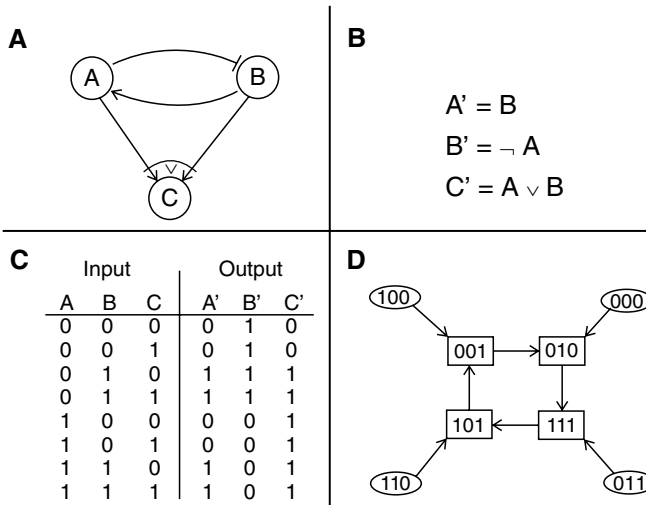 A
A
B
∨
C
B
A' = B
B' = ¬ A
C' = A ∨ B
C
Input Output
A B C A' B' C'
0 0 0 0 1 0
0 0 1 0 1 0
0 1 0 1 1 1
0 1 1 1 1 1
1 0 0 0 0 1
1 0 1 0 0 1
1 1 0 1 0 1
1 1 1 1 0 1
D
100 000
001 010
101 111
110 011